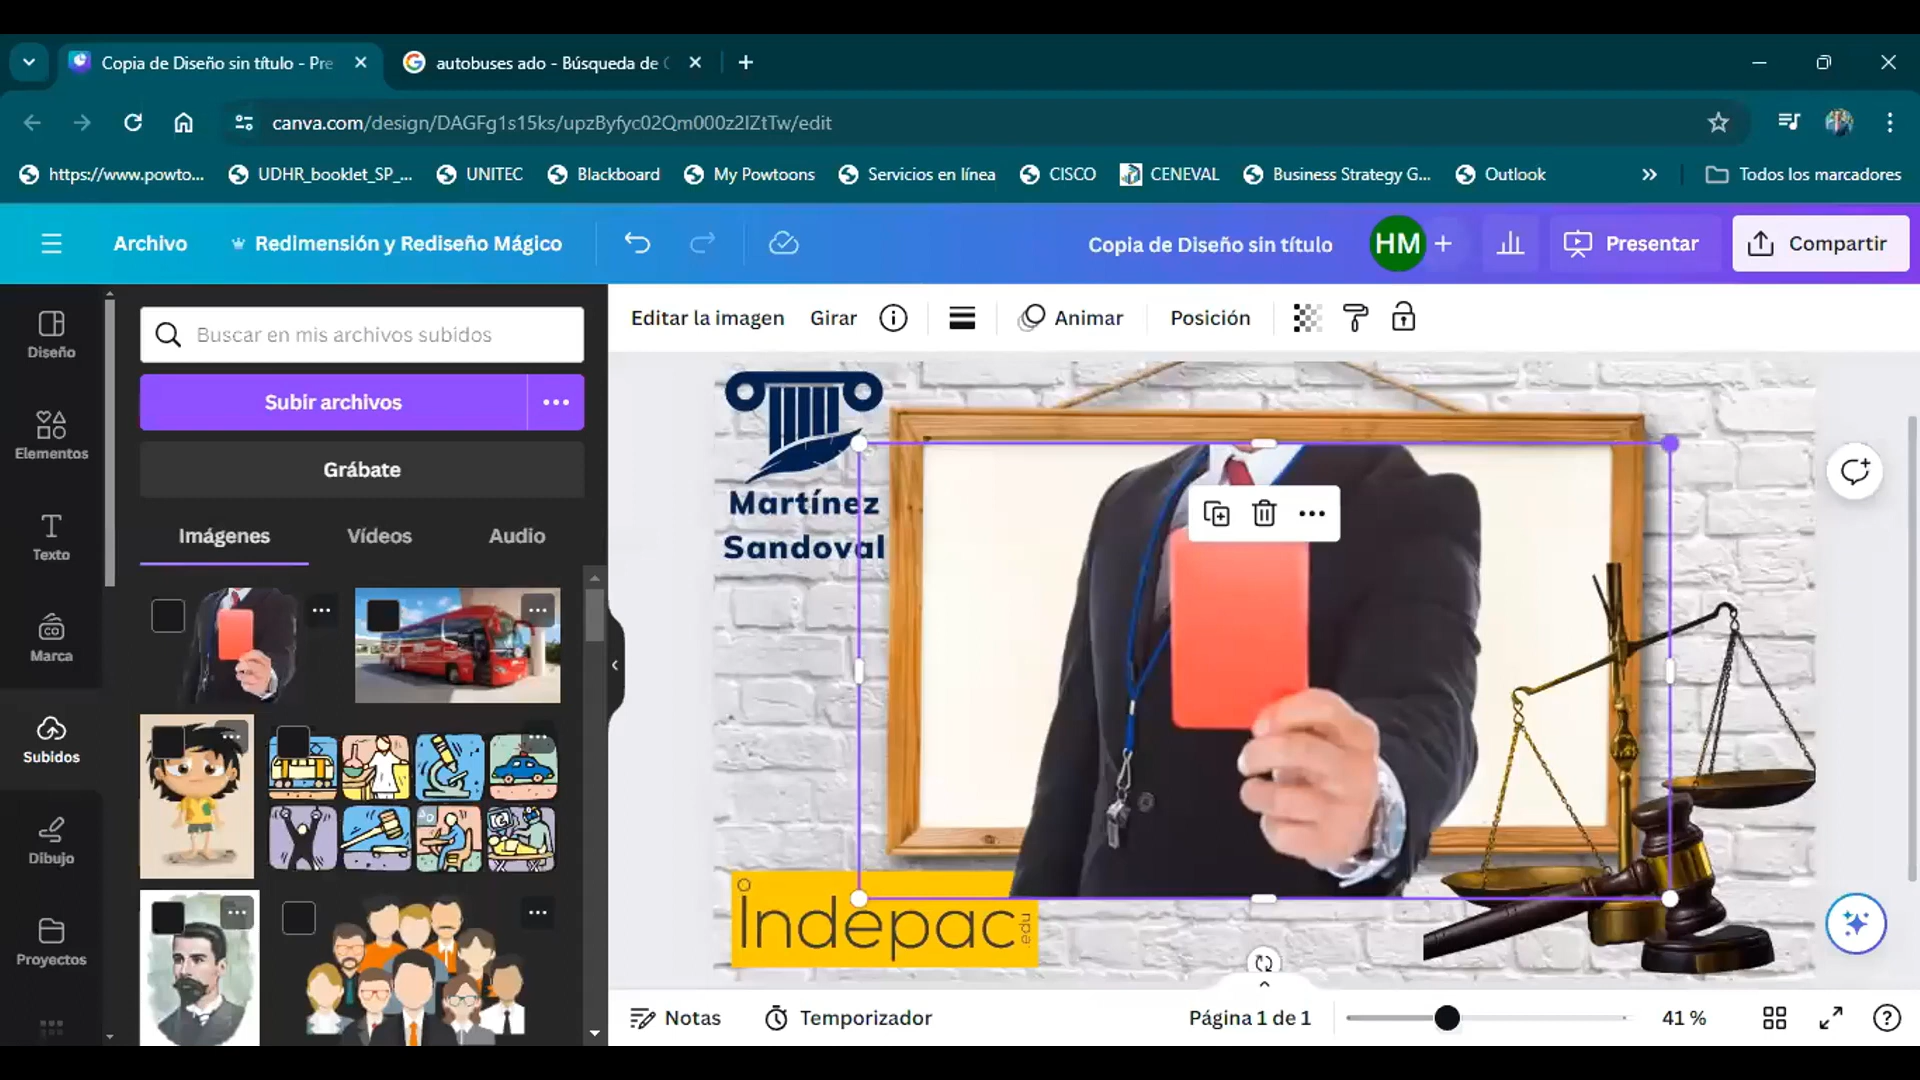 Copia de Diseño sin título - Pre
autobuses ado - Búsqueda de
canva.com/design/DAGFg1s15ks/upzByfyc02Qm000z2lZtTw/edit
https://www.powto...
UDHR_booklet_SP_...
UNITEC
Blackboard
My Powtoons
Servicios en línea
CISCO
CENEVAL
Business Strategy G...
Outlook
Todos los marcadores
Archivo
Redimensión y Rediseño Mágico
Copia de Diseño sin título
HM
Presentar
Compartir
Diseño
Elementos
Texto
Marca
Subidos
Dibujo
Proyectos
Buscar en mis archivos subidos
Subir archivos
Grábate
Imágenes
Vídeos
Audio
Editar la imagen
Girar
Animar
Posición
Martínez
Sandoval
Indepac
.edu
Notas
Temporizador
Página 1 de 1
41 %